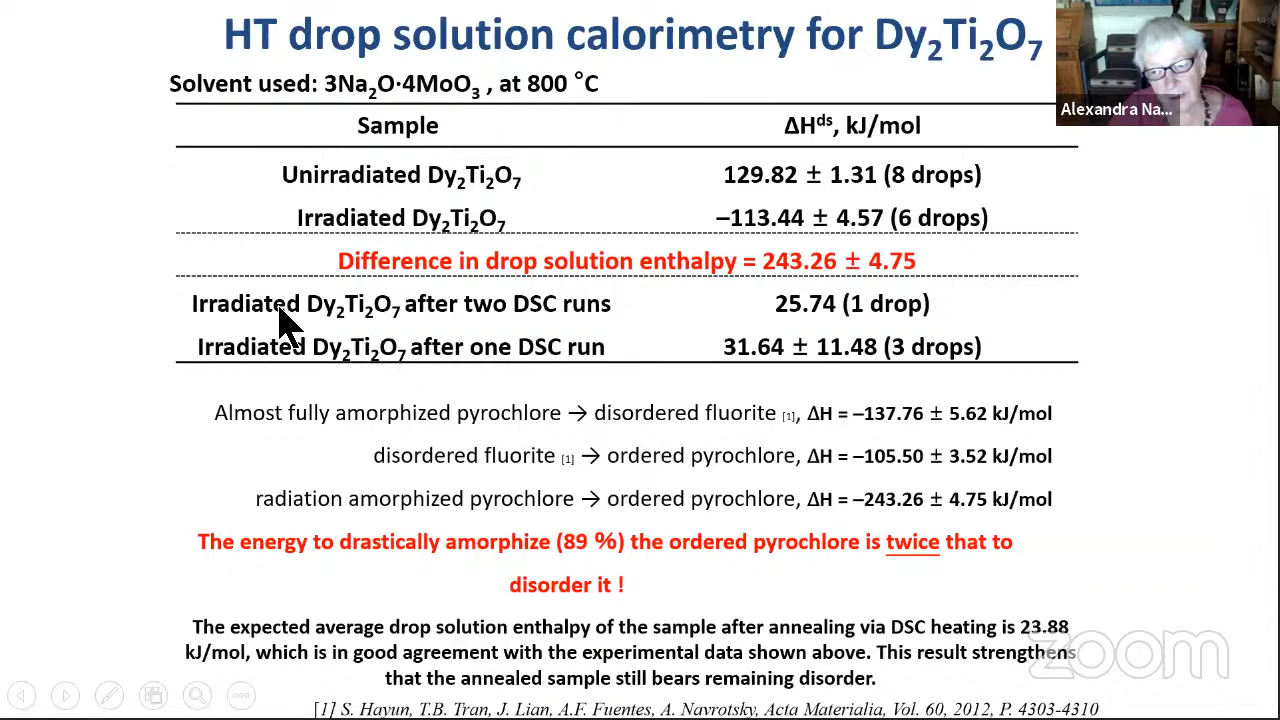 HT drop solution calorimetry for Dy₂Ti₂O₇
Alexandra Na...
Solvent used: 3Na₂O·4MoO₃ , at 800 °C
Sample ΔHᵈˢ, kJ/mol
Unirradiated Dy₂Ti₂O₇ 129.82 ± 1.31 (8 drops)
Irradiated Dy₂Ti₂O₇ –113.44 ± 4.57 (6 drops)
Difference in drop solution enthalpy = 243.26 ± 4.75
Irradiated Dy₂Ti₂O₇ after two DSC runs 25.74 (1 drop)
Irradiated Dy₂Ti₂O₇ after one DSC run 31.64 ± 11.48 (3 drops)
Almost fully amorphized pyrochlore → disordered fluorite [1], ΔH = –137.76 ± 5.62 kJ/mol
disordered fluorite [1] → ordered pyrochlore, ΔH = –105.50 ± 3.52 kJ/mol
radiation amorphized pyrochlore → ordered pyrochlore, ΔH = –243.26 ± 4.75 kJ/mol
The energy to drastically amorphize (89 %) the ordered pyrochlore is twice that to
disorder it !
The expected average drop solution enthalpy of the sample after annealing via DSC heating is 23.88
kJ/mol, which is in good agreement with the experimental data shown above. This result strengthens
that the annealed sample still bears remaining disorder.
zoom
[1] S. Hayun, T.B. Tran, J. Lian, A.F. Fuentes, A. Navrotsky, Acta Materialia, Vol. 60, 2012, P. 4303-4310